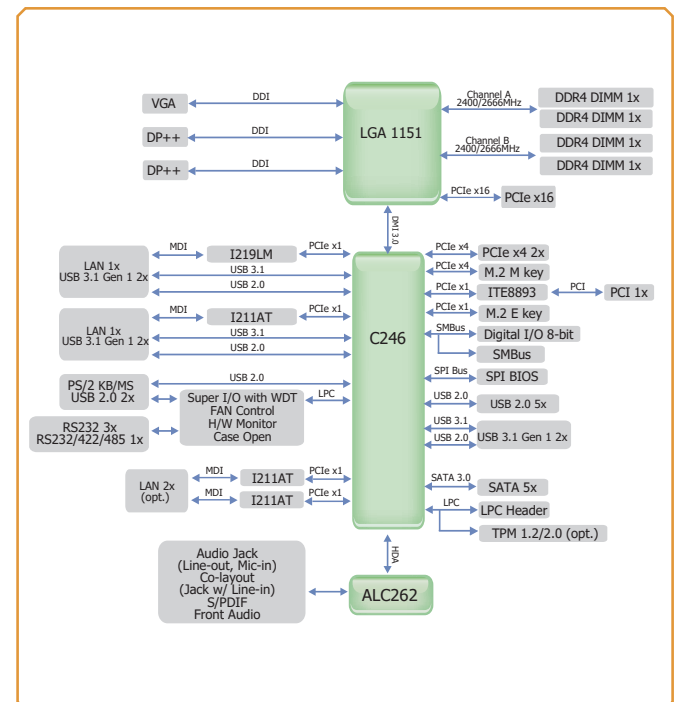 VGA
DDI
DP++
DDI
DP++
DDI
LGA 1151
Channel A
2400/2666MHz
DDR4 DIMM 1x
DDR4 DIMM 1x
Channel B
2400/2666MHz
DDR4 DIMM 1x
DDR4 DIMM 1x
PCIe x16
PCIe x16
DMI 3.0
LAN 1x
USB 3.1 Gen 1 2x
MDI
I219LM
PCIe x1
USB 3.1
USB 2.0
LAN 1x
USB 3.1 Gen 1 2x
MDI
I211AT
PCIe x1
USB 3.1
USB 2.0
C246
PS/2 KB/MS
USB 2.0 2x
USB 2.0
Super I/O with WDT
FAN Control
H/W Monitor
Case Open
LPC
RS232 3x
RS232/422/485 1x
LAN 2x
(opt.)
MDI
I211AT
PCIe x1
MDI
I211AT
PCIe x1
PCIe x4
PCIe x4 2x
PCIe x4
M.2 M key
PCIe x1
ITE8893
PCI
PCI 1x
PCIe x1
M.2 E key
SMBus
Digital I/O 8-bit
SMBus
SPI Bus
SPI BIOS
USB 2.0
USB 2.0 5x
USB 3.1
USB 2.0
USB 3.1 Gen 1 2x
SATA 3.0
SATA 5x
LPC
LPC Header
TPM 1.2/2.0 (opt.)
HDA
Audio Jack
(Line-out, Mic-in)
Co-layout
(Jack w/ Line-in)
S/PDIF
Front Audio
ALC262